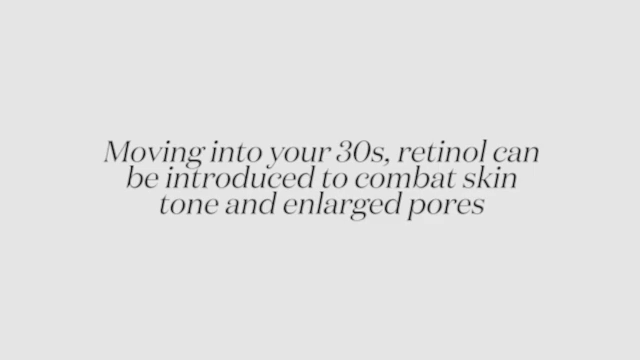 Moving into your 30s, retinol can
be introduced to combat skin
tone and enlarged pores